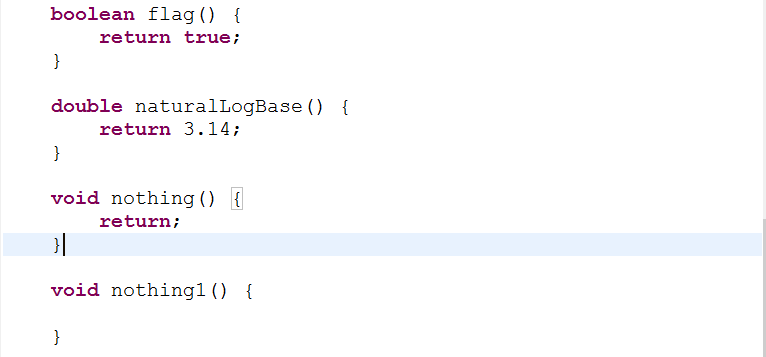 boolean flag() {
return true;
}
double naturalLogBase() {
return 3.14;
}
void nothing() {
return;
}
void nothing1() {
}